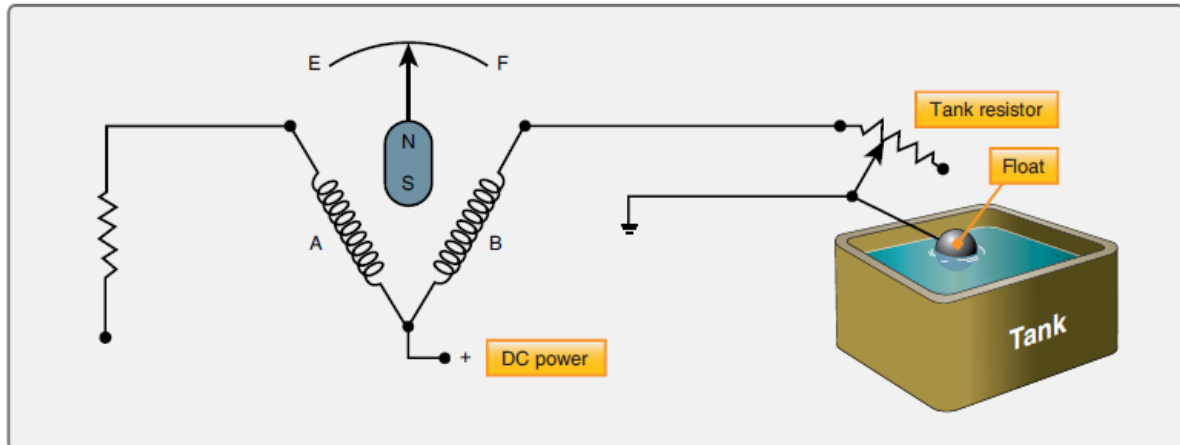 E
F
Tank resistor
N
S
Float
A
B
+
DC power
Tank